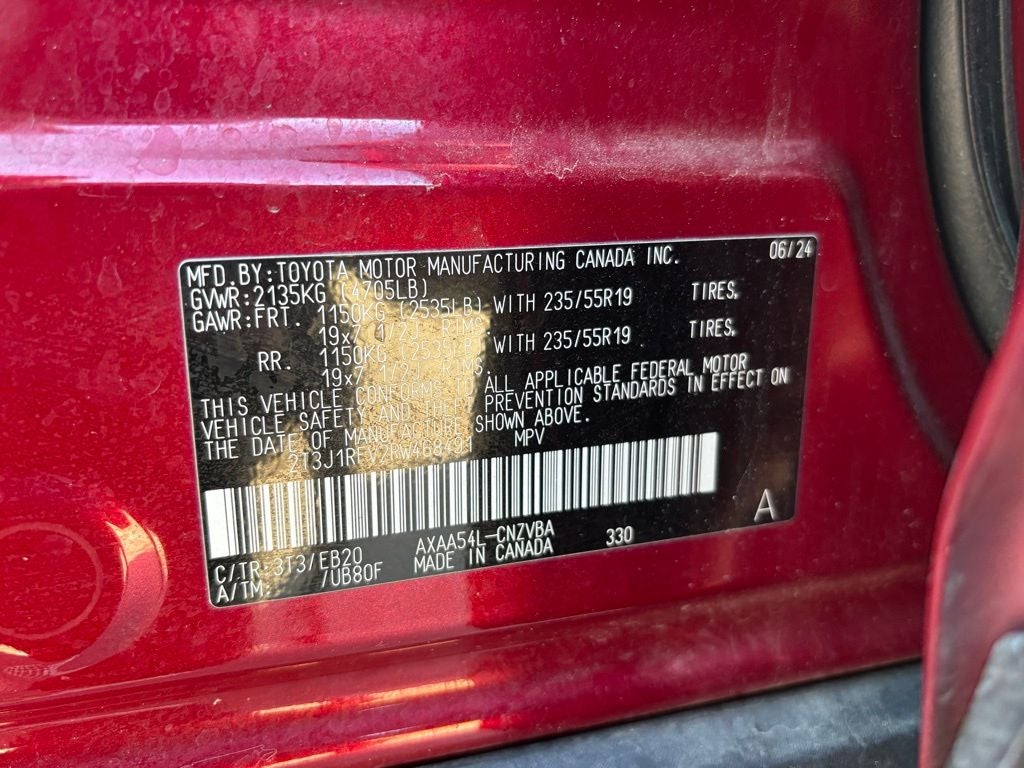 MFD.BY:TOYOTA MOTOR MANUFACTURING CANADA INC. 06/24
GVWR:2135KG (4705LB)
GAWR:FRT. 1150KG (2535LB) WITH 235/55R19 TIRES,
19x7 1/2J RIMS
RR. 1150KG (2535LB) WITH 235/55R19 TIRES,
19x7 1/2J RIMS
THIS VEHICLE CONFORMS TO ALL APPLICABLE FEDERAL MOTOR
VEHICLE SAFETY AND THEFT PREVENTION STANDARDS IN EFFECT ON
THE DATE OF MANUFACTURE SHOWN ABOVE.
MPV
C/TR:3T3/EB20 AXAA54L-CNZVBA 330 A
A/TM: /UB80F MADE IN CANADA